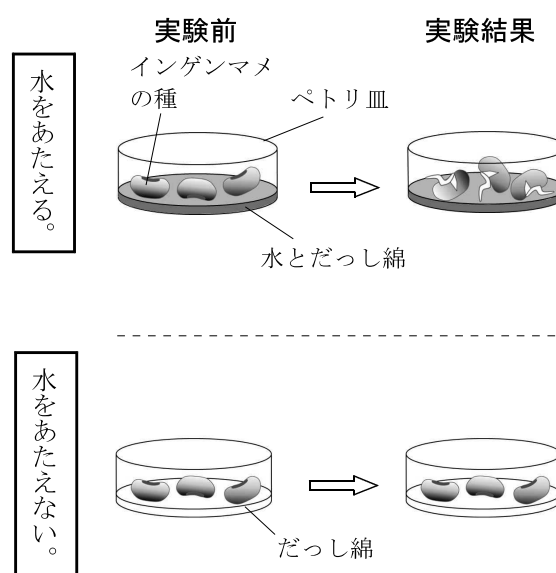 実験前
実験結果
水をあたえる。
インゲンマメ
の種
ペトリ皿
水とだっし綿
水をあたえない。
だっし綿